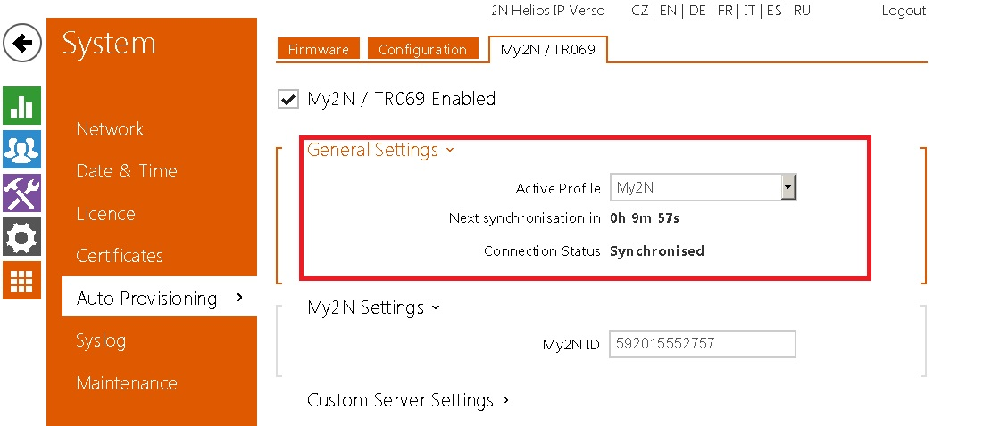 2N Helios IP Verso CZ | EN | DE | FR | IT | ES | RU Logout
System
Network
Date & Time
Licence
Certificates
Auto Provisioning
Syslog
Maintenance
Firmware Configuration My2N / TR069
My2N / TR069 Enabled
General Settings
Active Profile My2N
Next synchronisation in 0h 9m 57s
Connection Status Synchronised
My2N Settings
My2N ID 592015552757
Custom Server Settings